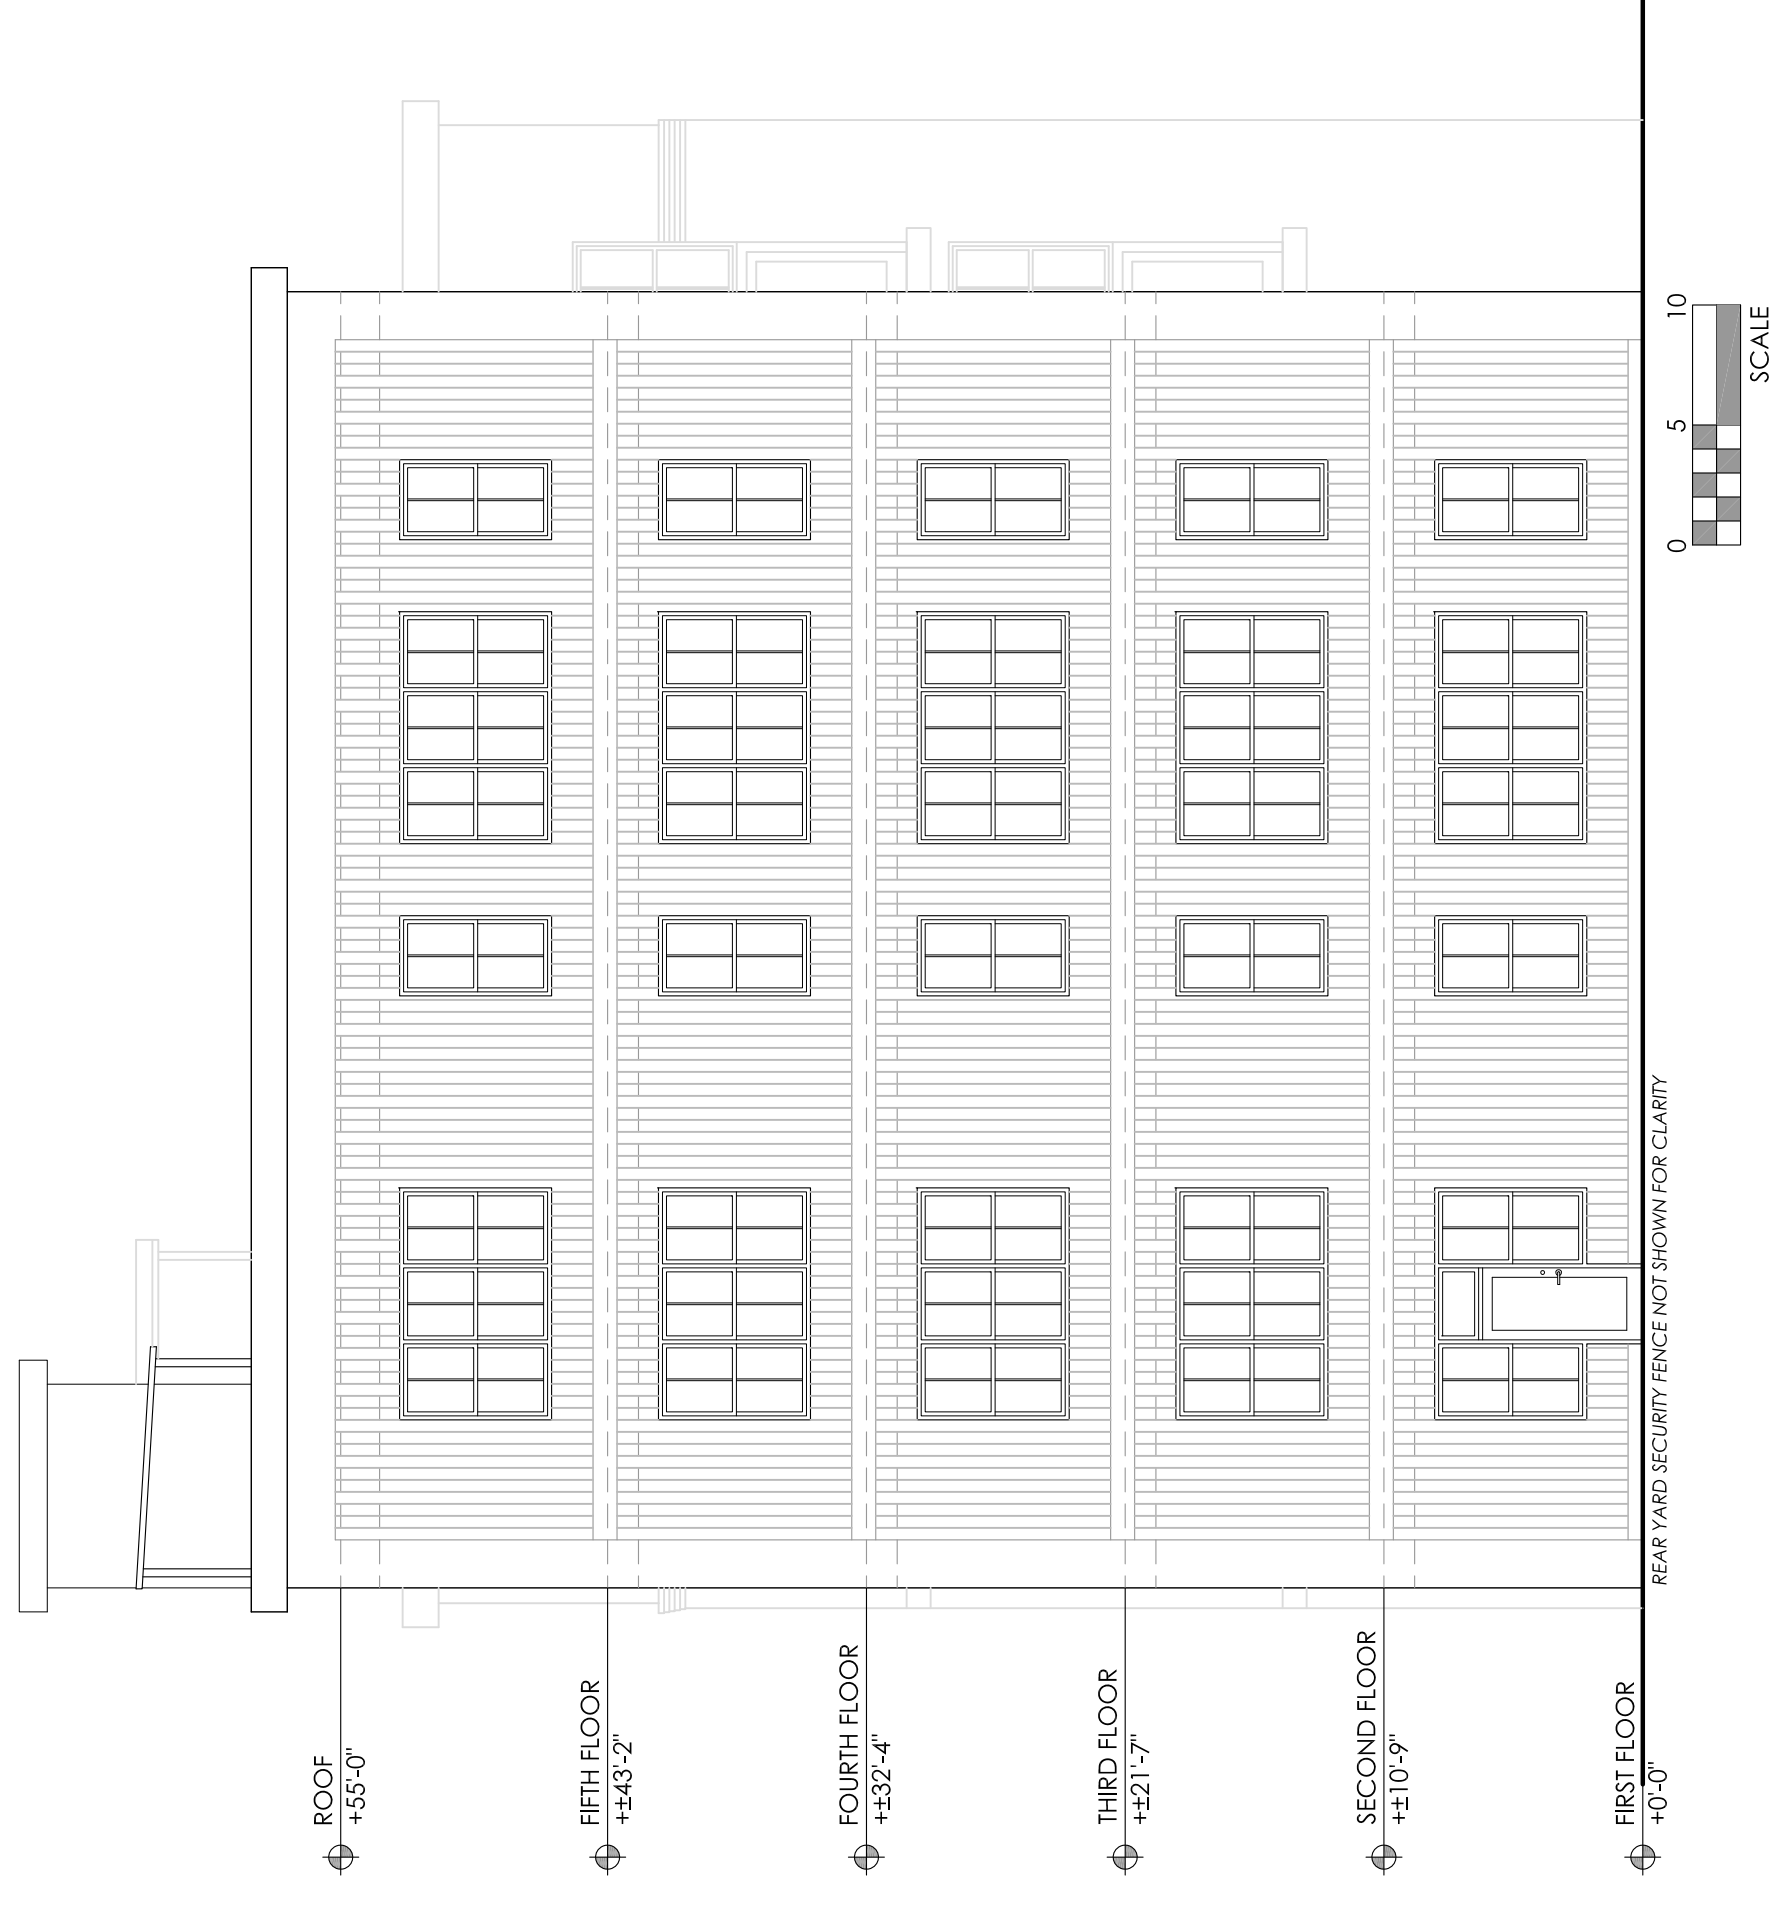 ROOF
+55'-0"
FIFTH FLOOR
+±43'-2"
FOURTH FLOOR
+±32'-4"
THIRD FLOOR
+±21'-7"
SECOND FLOOR
+±10'-9"
FIRST FLOOR
+0'-0"
REAR YARD SECURITY FENCE NOT SHOWN FOR CLARITY
0 5 10
SCALE